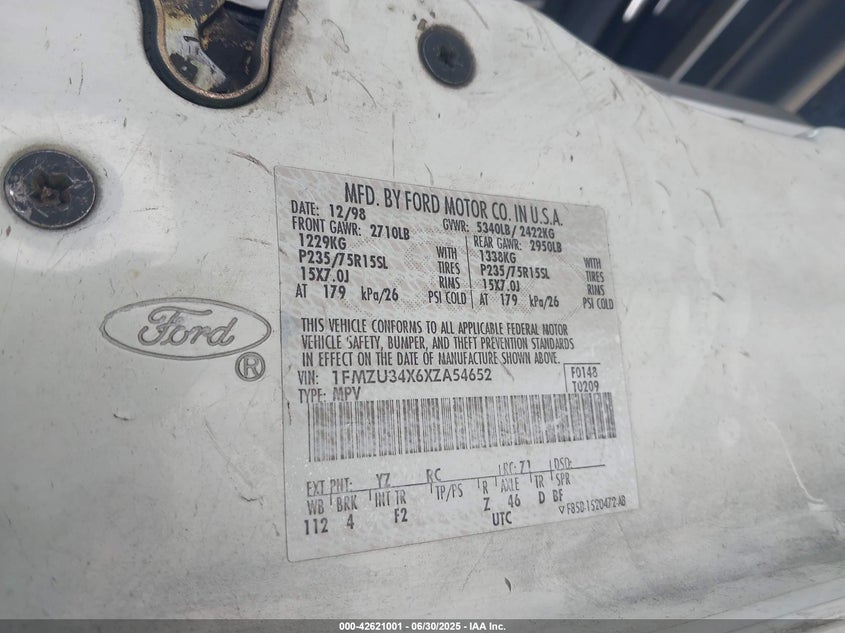 MFD. BY FORD MOTOR CO. IN U.S.A.
DATE: 12/98 GVWR: 5340LB/ 2422KG
FRONT GAWR: 2710LB REAR GAWR: 2950LB
1229KG WITH 1338KG WITH
P235/75R15SL TIRES P235/75R15SL TIRES
15X7.0J RIMS 15X7.0J RIMS
AT 179 kPa/26 PSI COLD AT 179 kPa/26 PSI COLD
THIS VEHICLE CONFORMS TO ALL APPLICABLE FEDERAL MOTOR
VEHICLE SAFETY, BUMPER, AND THEFT PREVENTION STANDARDS
IN EFFECT ON THE DATE OF MANUFACTURE SHOWN ABOVE.
VIN: 1FMZU34X6XZA54652 F0148
TYPE: MPV T0209
Ford ®
EXT PNT: YZ RC RC: 71 DSO:
WB BRK INT TR TP/PS R AXLE TR SPR
112 4 F2 Z 46 D BF
UTC F85B-1520472-AB
000-42621001 - 06/30/2025 - IAA Inc.